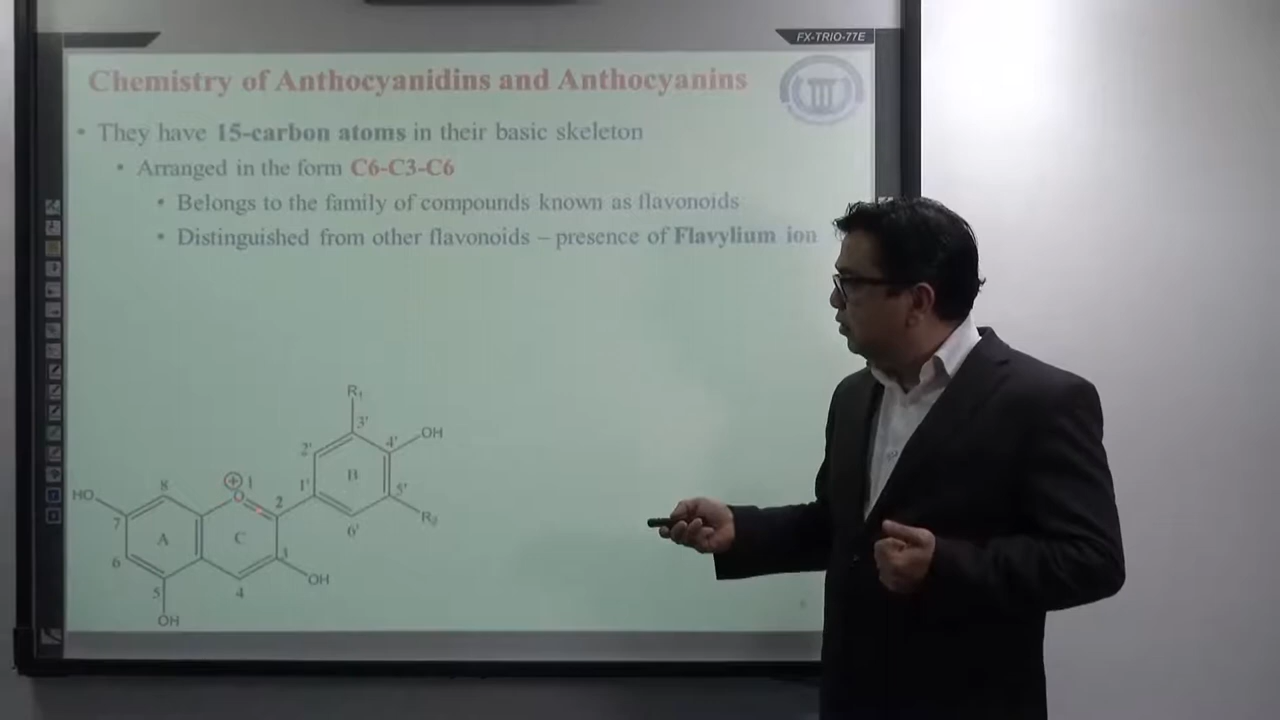 FX-TRIO-77E
Chemistry of Anthocyanidins and Anthocyanins
• They have 15-carbon atoms in their basic skeleton
• Arranged in the form C6-C3-C6
• Belongs to the family of compounds known as flavonoids
• Distinguished from other flavonoids – presence of Flavylium ion
R₁
3'
2' 4' OH
B
HO 8 ⊕ 1 2 1' 5'
O
R₂
7 A C 6'
6 3
5 4 OH
OH